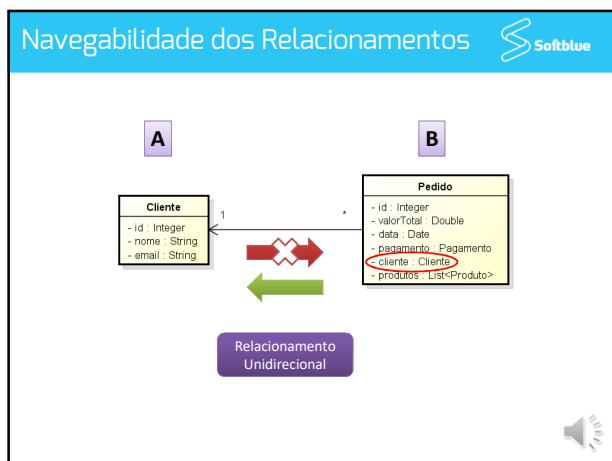 Navegabilidade dos Relacionamentos
Softblue
A
B
Cliente
- id : Integer
- nome : String
- email : String
1
*
Pedido
- id : Integer
- valorTotal : Double
- data : Date
- pagamento : Pagamento
- cliente : Cliente
- produtos : List<Produto>
Relacionamento
Unidirecional